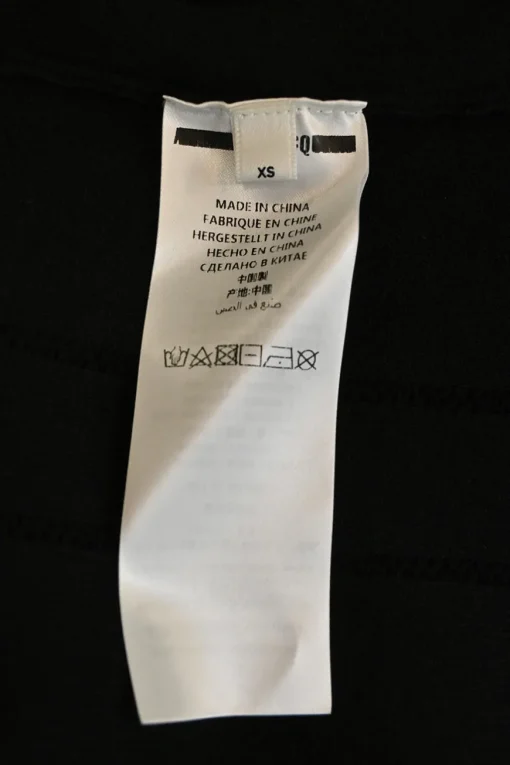 CQ
XS
MADE IN CHINA
FABRIQUE EN CHINE
HERGESTELLT IN CHINA
HECHO EN CHINA
СДЕЛАНО В КИТАЕ
中国製
产地:中国
صنع في الصين